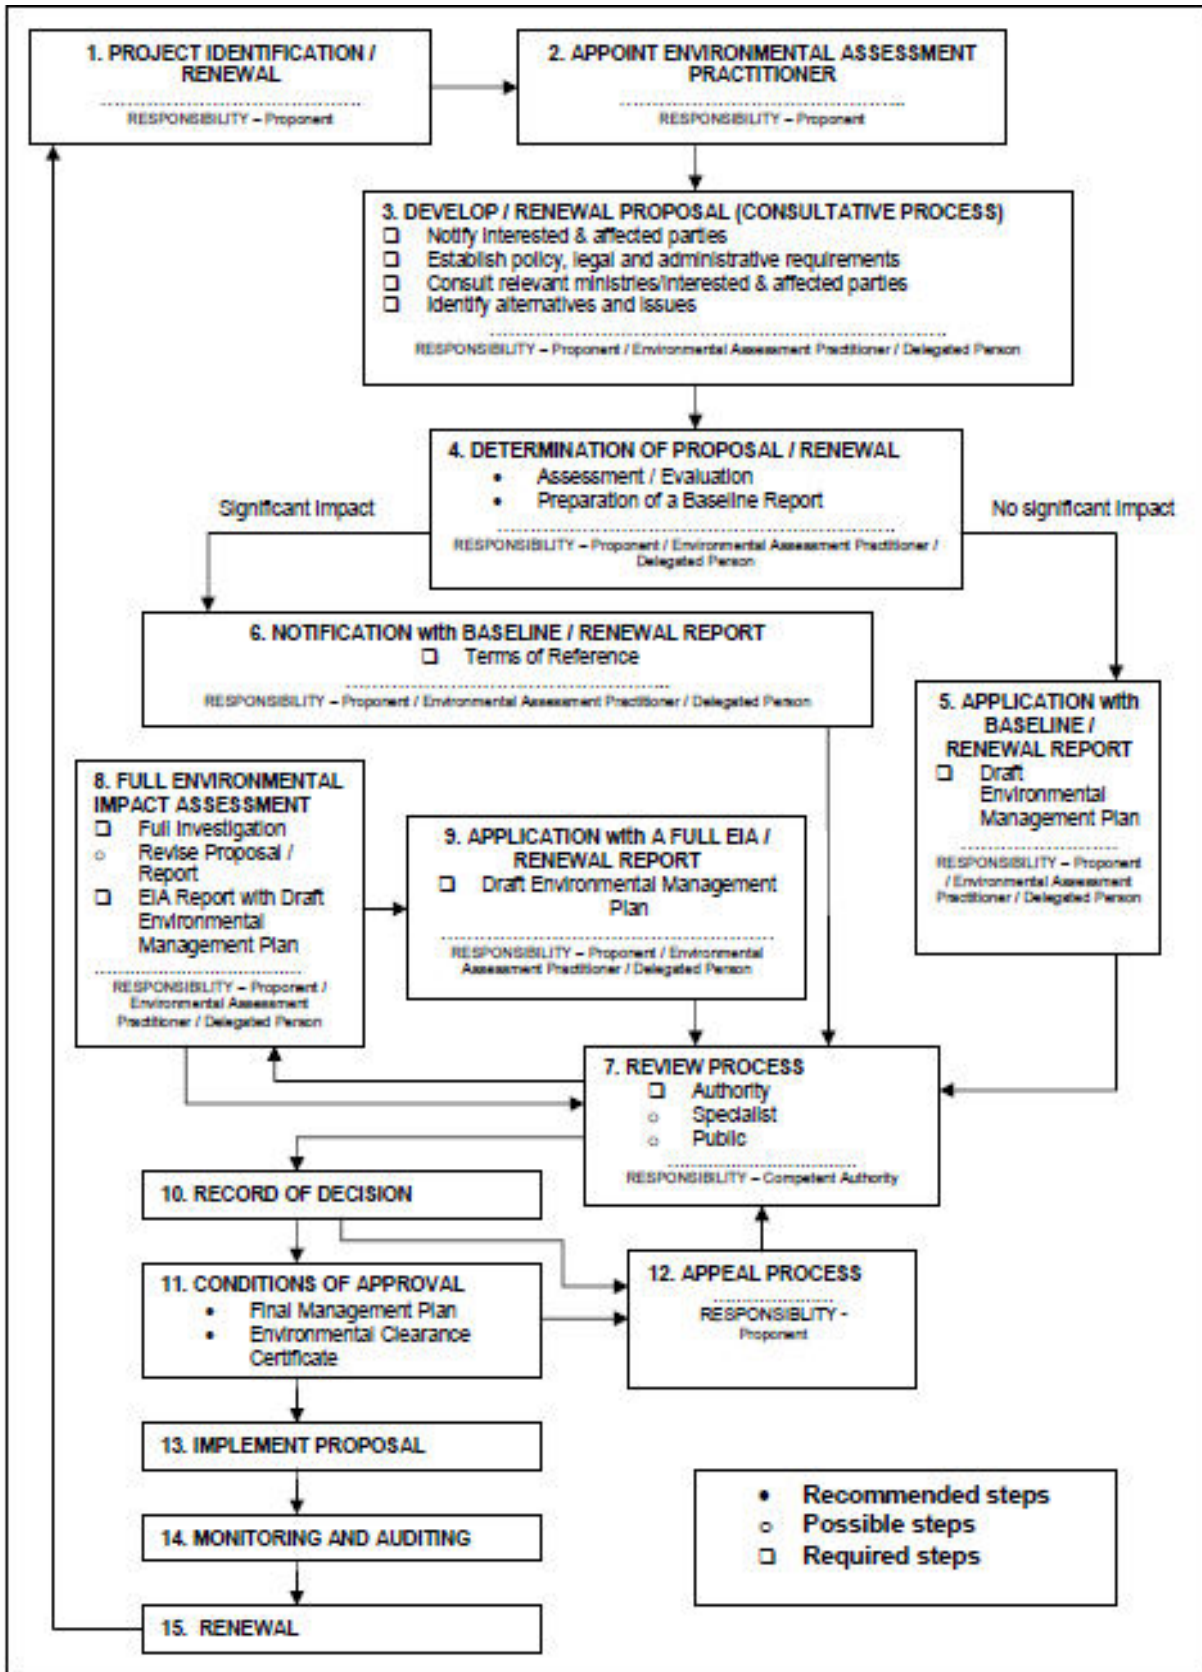 1. PROJECT IDENTIFICATION /
RENEWAL
RESPONSIBILITY – Proponent
2. APPOINT ENVIRONMENTAL ASSESSMENT
PRACTITIONER
RESPONSIBILITY – Proponent
3. DEVELOP / RENEWAL PROPOSAL (CONSULTATIVE PROCESS)
❑ Notify interested & affected parties
❑ Establish policy, legal and administrative requirements
❑ Consult relevant ministries/interested & affected parties
❑ Identify alternatives and issues
RESPONSIBILITY – Proponent / Environmental Assessment Practitioner / Delegated Person
4. DETERMINATION OF PROPOSAL / RENEWAL
• Assessment / Evaluation
• Preparation of a Baseline Report
RESPONSIBILITY – Proponent / Environmental Assessment Practitioner /
Delegated Person
Significant Impact
No significant Impact
6. NOTIFICATION with BASELINE / RENEWAL REPORT
❑ Terms of Reference
RESPONSIBILITY – Proponent / Environmental Assessment Practitioner / Delegated Person
5. APPLICATION with
BASELINE /
RENEWAL REPORT
❑ Draft
Environmental
Management Plan
RESPONSIBILITY – Proponent
/ Environmental Assessment
Practitioner / Delegated Person
8. FULL ENVIRONMENTAL
IMPACT ASSESSMENT
❑ Full Investigation
o Revise Proposal /
Report
❑ EIA Report with Draft
Environmental
Management Plan
RESPONSIBILITY – Proponent /
Environmental Assessment
Practitioner / Delegated Person
9. APPLICATION with A FULL EIA /
RENEWAL REPORT
❑ Draft Environmental Management
Plan
RESPONSIBILITY – Proponent / Environmental
Assessment Practitioner / Delegated Person
7. REVIEW PROCESS
❑ Authority
o Specialist
o Public
RESPONSIBILITY – Competent Authority
10. RECORD OF DECISION
11. CONDITIONS OF APPROVAL
• Final Management Plan
• Environmental Clearance
Certificate
12. APPEAL PROCESS
RESPONSIBLITY -
Proponent
13. IMPLEMENT PROPOSAL
14. MONITORING AND AUDITING
15. RENEWAL
• Recommended steps
o Possible steps
❑ Required steps